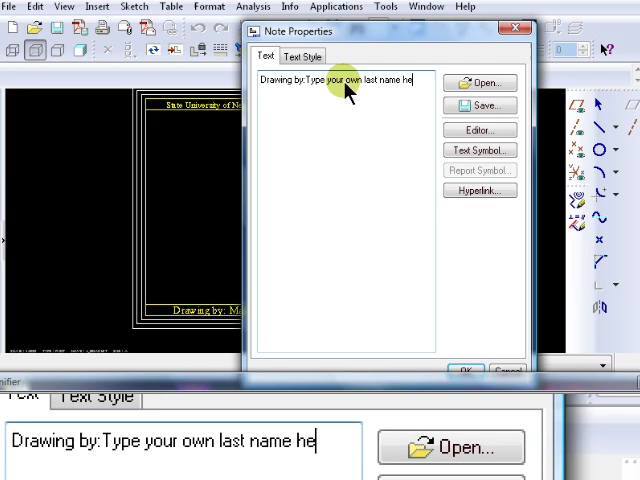 File Edit View Insert Sketch Table Format Analysis Info Applications Tools Window Help
Note Properties
Text Text Style
Drawing by:Type your own last name he
Open...
Save...
Editor...
Text Symbol...
Report Symbol...
Hyperlink...
OK Cancel
0
State University of Ne
Drawing by: Ma
nifier
Text Text Style
Drawing by:Type your own last name he
Open...